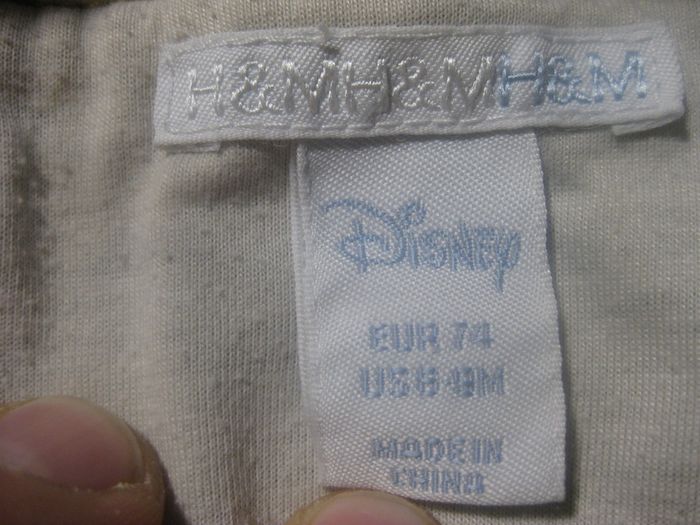 H&MH&MH&M
Disney
EUR 74
US 6-9M
MADE IN
CHINA